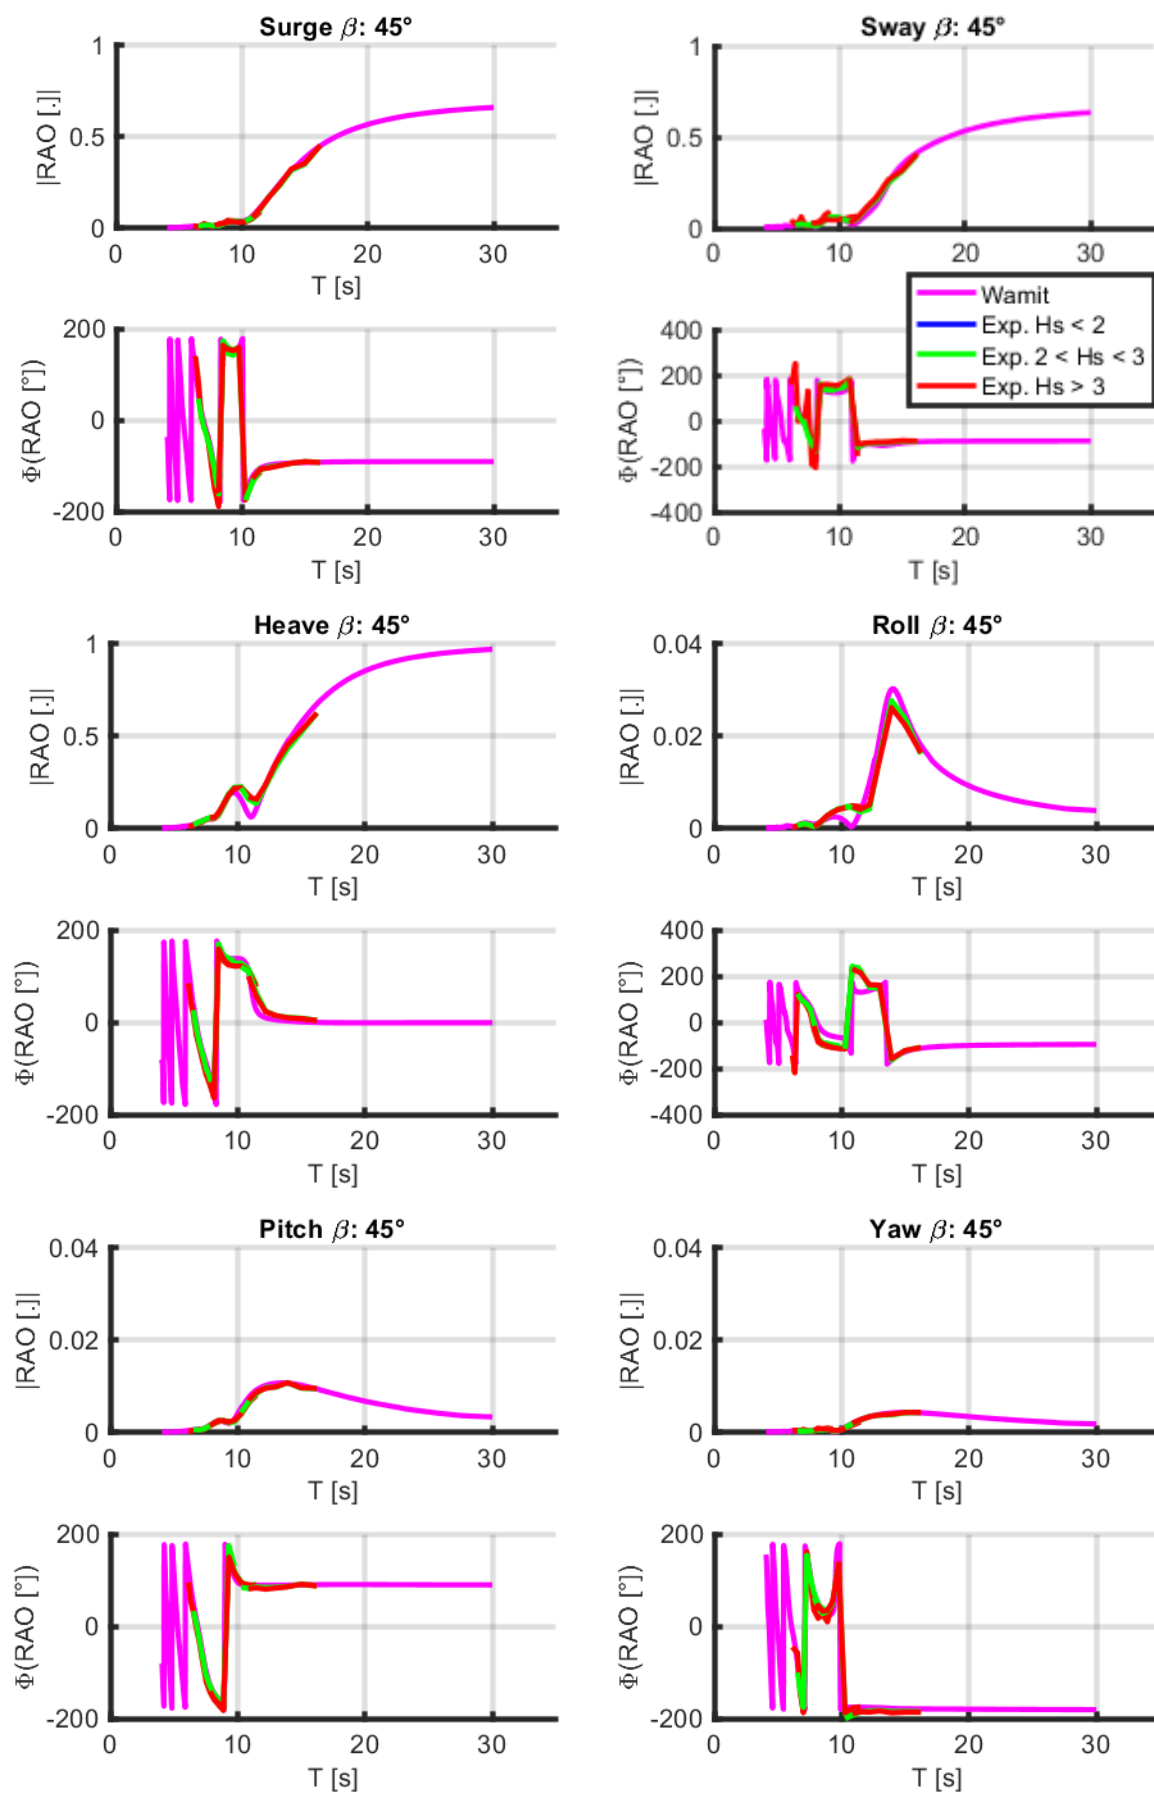 Surge β: 45°
Sway β: 45°
|RAO [.]|
1
0.5
0
0 10 20 30
T [s]
|RAO [.]|
1
0.5
0
0 10 20 30
Wamit
Exp. Hs < 2
Exp. 2 < Hs < 3
Exp. Hs > 3
Φ(RAO [°])
200
0
-200
0 10 20 30
T [s]
Φ(RAO [°])
400
200
0
-200
-400
0 10 20 30
T [s]
Heave β: 45°
Roll β: 45°
|RAO [.]|
1
0.5
0
0 10 20 30
T [s]
|RAO [.]|
0.04
0.02
0
0 10 20 30
T [s]
Φ(RAO [°])
200
0
-200
0 10 20 30
T [s]
Φ(RAO [°])
400
200
0
-200
-400
0 10 20 30
T [s]
Pitch β: 45°
Yaw β: 45°
|RAO [.]|
0.04
0.02
0
0 10 20 30
T [s]
|RAO [.]|
0.04
0.02
0
0 10 20 30
T [s]
Φ(RAO [°])
200
0
-200
0 10 20 30
T [s]
Φ(RAO [°])
200
0
-200
0 10 20 30
T [s]